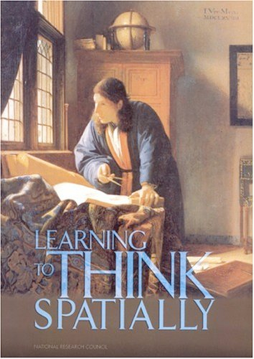 LEARNING
TO THINK
SPATIALLY
NATIONAL RESEARCH COUNCIL